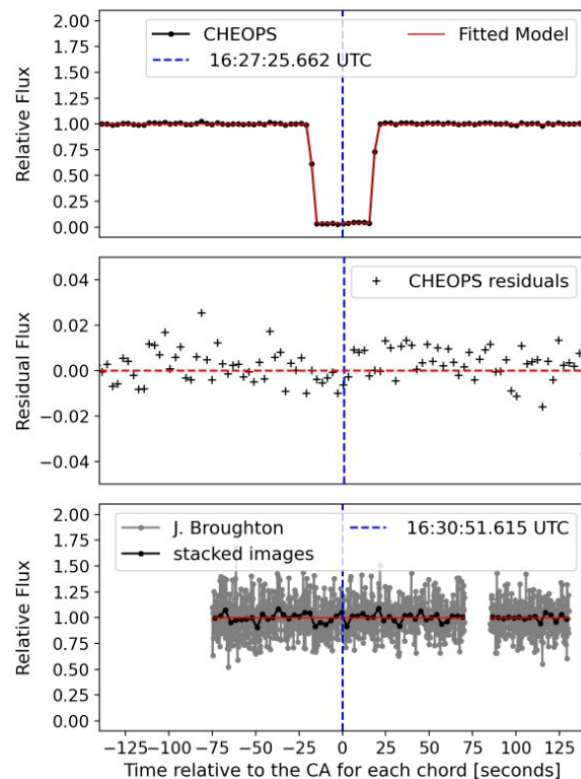 2.00
1.75
1.50
1.25
1.00
0.75
0.50
0.25
0.00
Relative Flux
CHEOPS
Fitted Model
16:27:25.662 UTC
0.04
0.02
0.00
−0.02
−0.04
Residual Flux
CHEOPS residuals
2.00
1.75
1.50
1.25
1.00
0.75
0.50
0.25
0.00
Relative Flux
J. Broughton
16:30:51.615 UTC
stacked images
−125 −100 −75 −50 −25 0 25 50 75 100 125
Time relative to the CA for each chord [seconds]